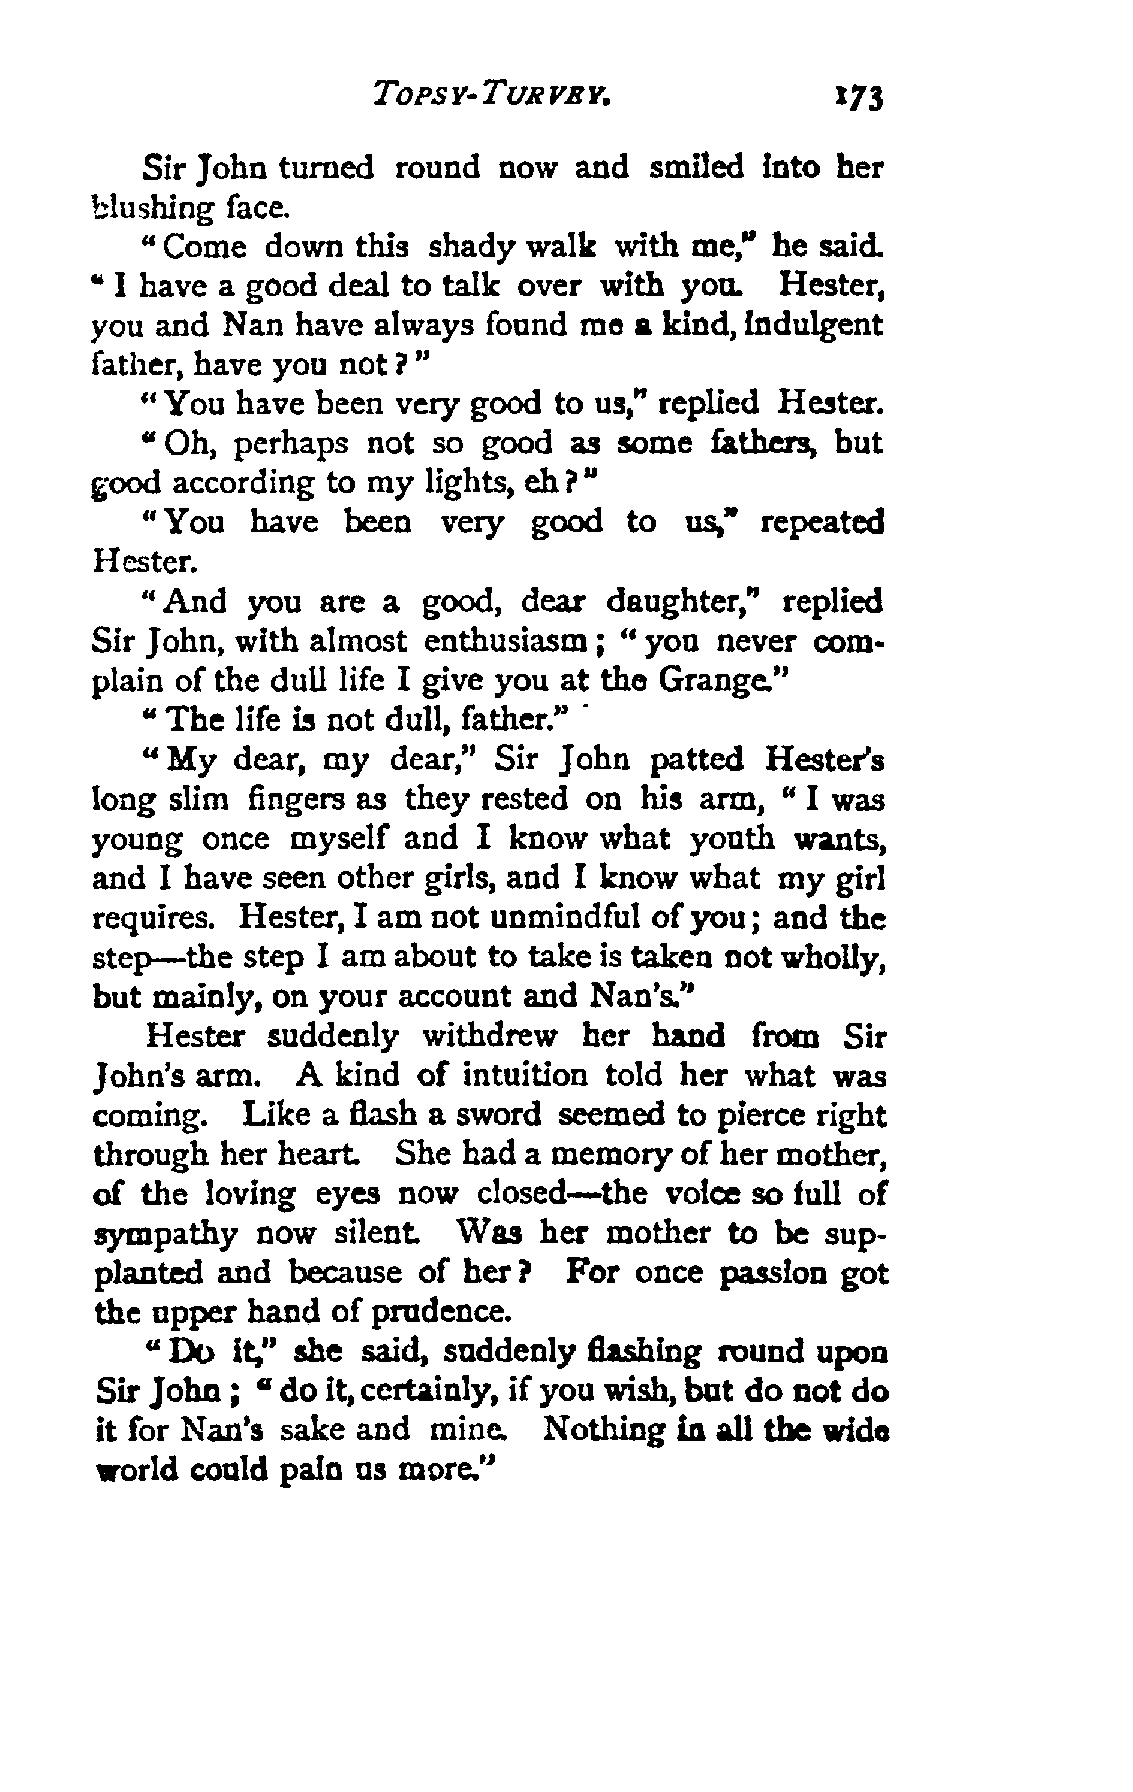 TOPSY-TURVEY. 173
Sir John turned round now and smiled into her
blushing face.
"Come down this shady walk with me," he said.
"I have a good deal to talk over with you. Hester,
you and Nan have always found me a kind, indulgent
father, have you not?"
"You have been very good to us," replied Hester.
"Oh, perhaps not so good as some fathers, but
good according to my lights, eh?"
"You have been very good to us," repeated
Hester.
"And you are a good, dear daughter," replied
Sir John, with almost enthusiasm; "you never com-
plain of the dull life I give you at the Grange."
"The life is not dull, father."
"My dear, my dear," Sir John patted Hester's
long slim fingers as they rested on his arm, "I was
young once myself and I know what youth wants,
and I have seen other girls, and I know what my girl
requires. Hester, I am not unmindful of you; and the
step—the step I am about to take is taken not wholly,
but mainly, on your account and Nan's."
Hester suddenly withdrew her hand from Sir
John's arm. A kind of intuition told her what was
coming. Like a flash a sword seemed to pierce right
through her heart. She had a memory of her mother,
of the loving eyes now closed—the voice so full of
sympathy now silent. Was her mother to be sup-
planted and because of her? For once passion got
the upper hand of prudence.
"Do it," she said, suddenly flashing round upon
Sir John; "do it, certainly, if you wish, but do not do
it for Nan's sake and mine. Nothing in all the wide
world could pain us more."